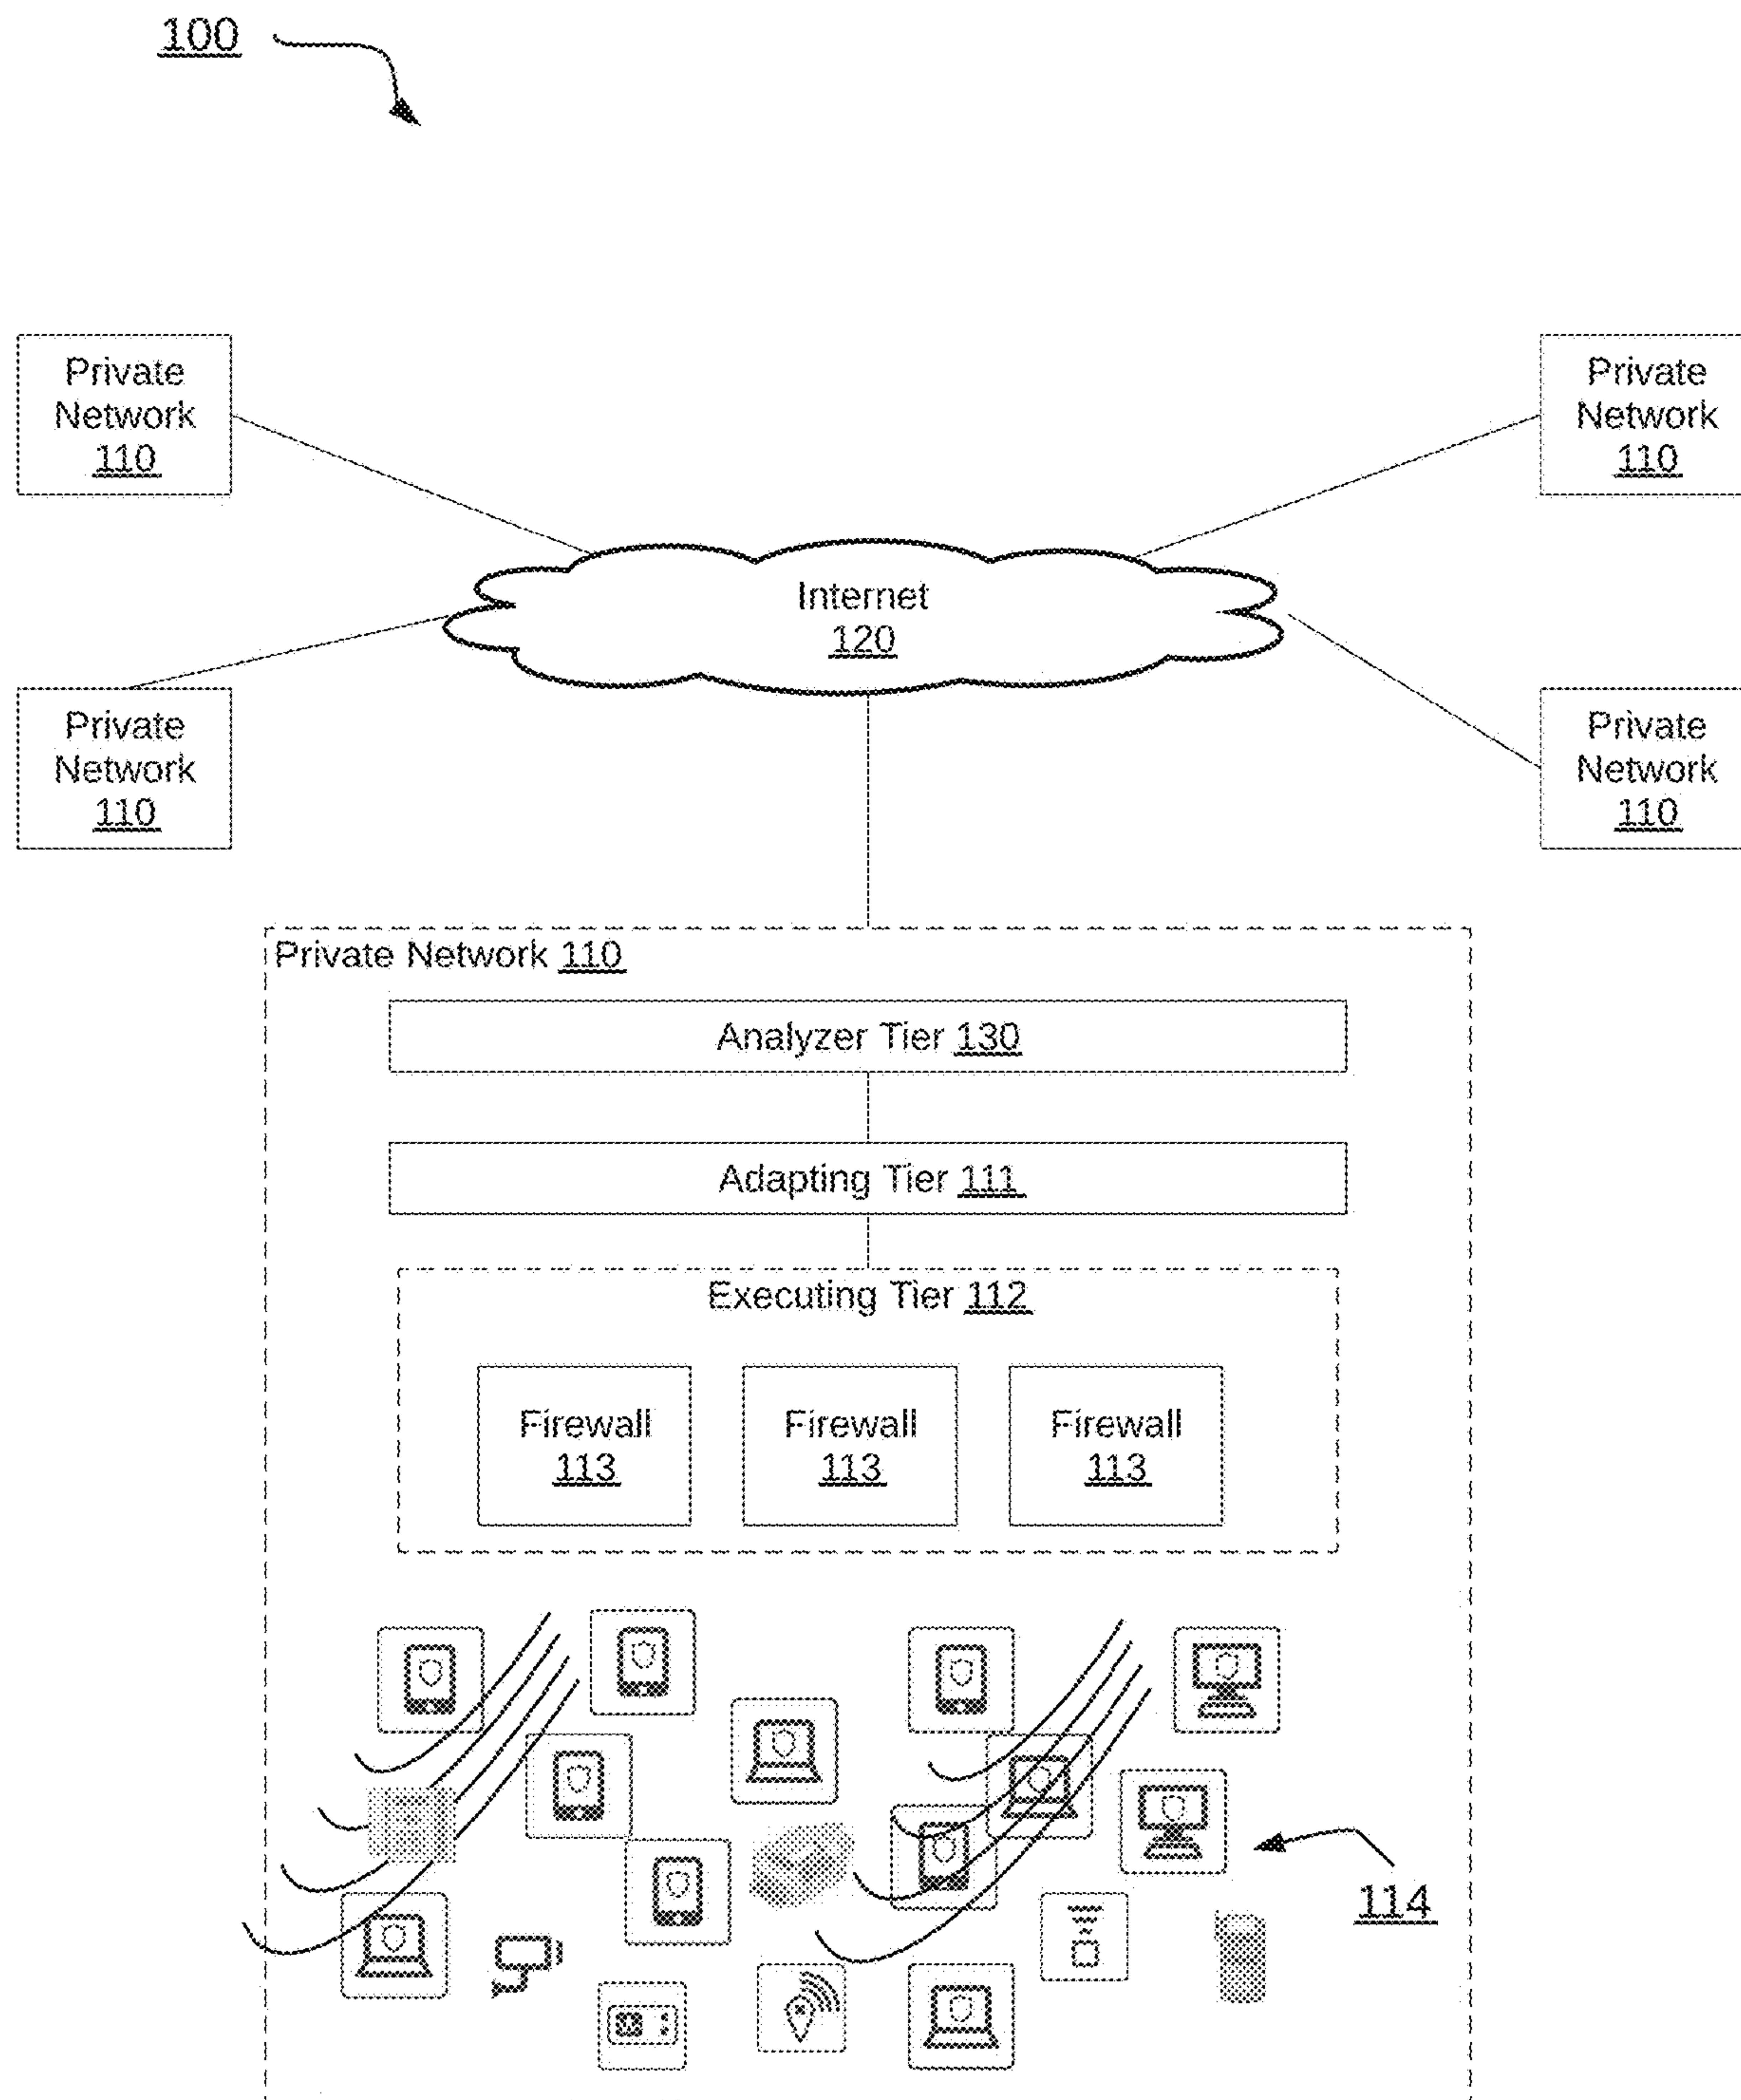 100
Private
Network
110
Private
Network
110
Internet
120
Private
Network
110
Private
Network
110
Private Network 110
Analyzer Tier 130
Adapting Tier 111
Executing Tier 112
Firewall
113
Firewall
113
Firewall
113
114